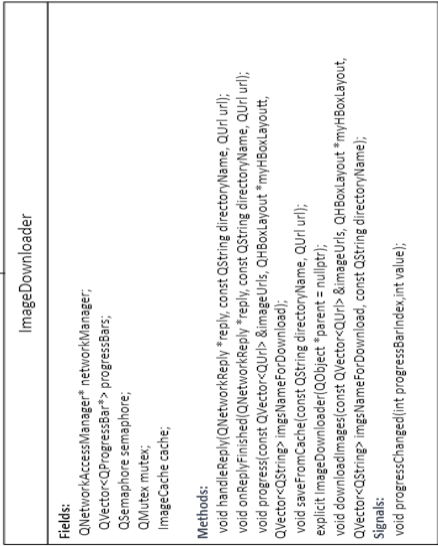 ImageDownloader
Fields:
QNetworkAccessManager* networkManager;
QVector<QProgressBar*> progressBars;
QSemaphore semaphore;
QMutex mutex;
ImageCache cache;
Methods:
void handleReply(QNetworkReply *reply, const QString directoryName, QUrl url);
void onReplyFinished(QNetworkReply *reply, const QString directoryName, QUrl url);
void progress(const QVector<QUrl> &imageUrls, QHBoxLayout *myHBoxLayoutt,
QVector<QString> imgsNameForDownload);
void saveFromCache(const QString directoryName, QUrl url);
explicit ImageDownloader(QObject *parent = nullptr);
void downloadImages(const QVector<QUrl> &imageUrls, QHBoxLayout *myHBoxLayout,
QVector<QString> imgsNameForDownload, const QString directoryName);
Signals:
void progressChanged(int progressBarIndex,int value);